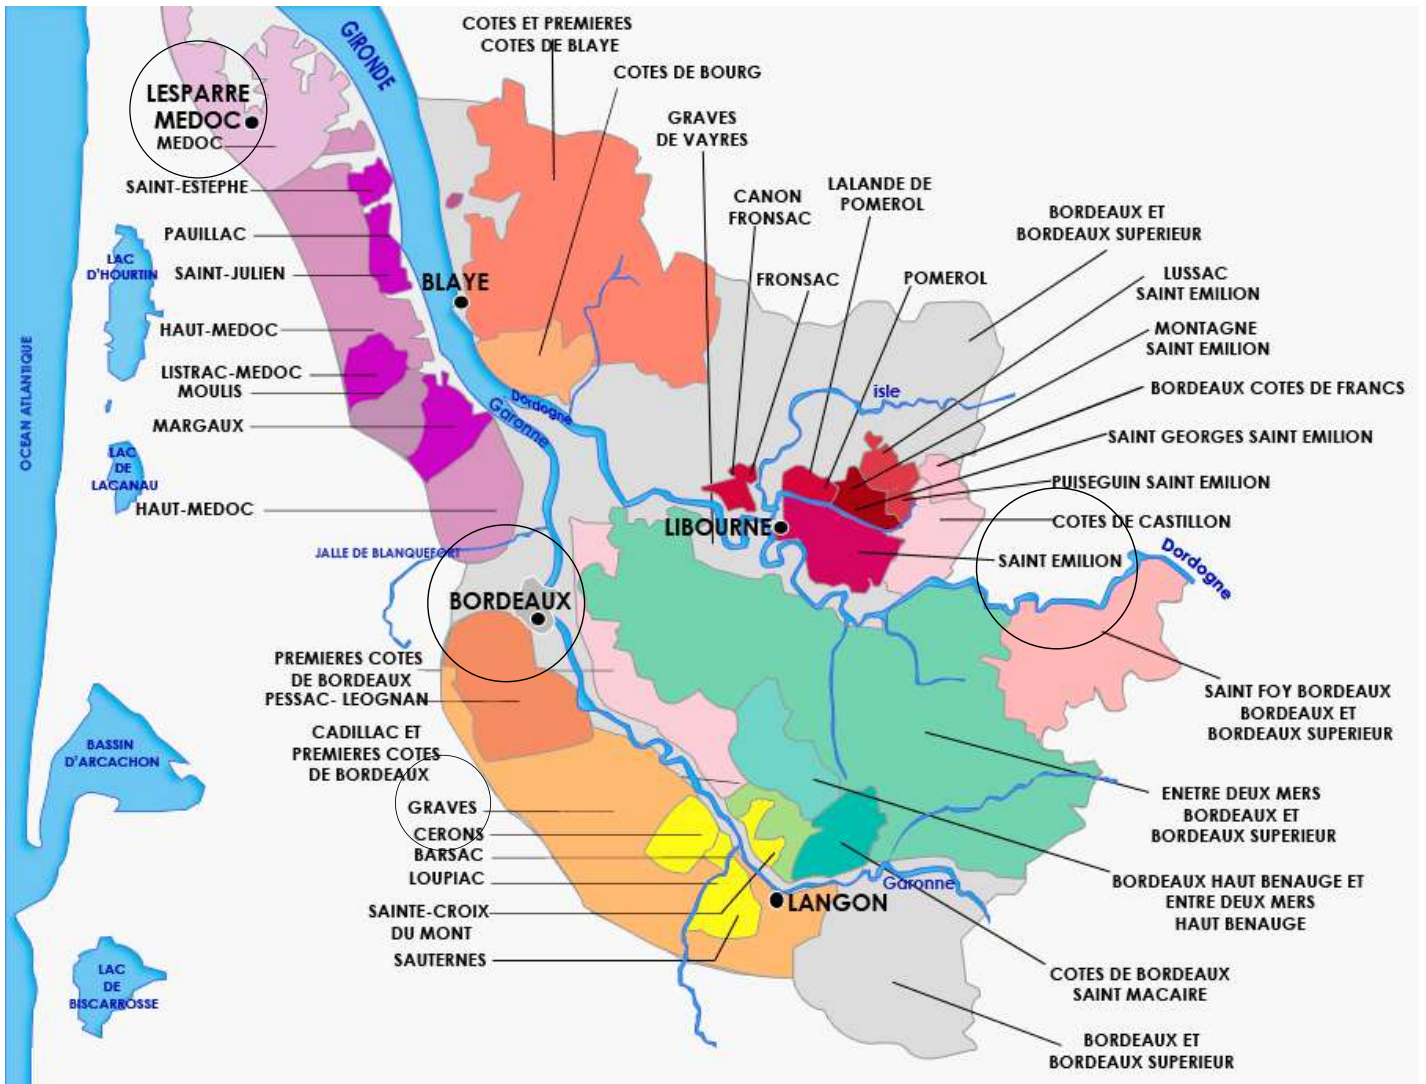 COTES ET PREMIERES
COTES DE BLAYE
GIRONDE
COTES DE BOURG
LESPARRE
MEDOC
MEDOC
GRAVES
DE VAYRES
SAINT-ESTEPHE
CANON
FRONSAC
LALANDE DE
POMEROL
BORDEAUX ET
BORDEAUX SUPERIEUR
PAUILLAC
LAC
D'HOURTIN
SAINT-JULIEN
BLAYE
FRONSAC
POMEROL
LUSSAC
SAINT EMILION
HAUT-MEDOC
MONTAGNE
SAINT EMILION
LISTRAC-MEDOC
MOULIS
OCEAN ATLANTIQUE
isle
BORDEAUX COTES DE FRANCS
Dordogne
Garonne
MARGAUX
SAINT GEORGES SAINT EMILION
LAC
DE
LACANAU
PUISEGUIN SAINT EMILION
HAUT-MEDOC
LIBOURNE
COTES DE CASTILLON
JALLE DE BLANQUEFORT
SAINT EMILION
Dordogne
BORDEAUX
PREMIERES COTES
DE BORDEAUX
PESSAC- LEOGNAN
SAINT FOY BORDEAUX
BORDEAUX ET
BORDEAUX SUPERIEUR
CADILLAC ET
PREMIERES COTES
DE BORDEAUX
BASSIN
D'ARCACHON
GRAVES
ENETRE DEUX MERS
BORDEAUX ET
BORDEAUX SUPERIEUR
CERONS
BARSAC
LOUPIAC
Garonne
BORDEAUX HAUT BENAUGE ET
ENTRE DEUX MERS
HAUT BENAUGE
LANGON
SAINTE-CROIX
DU MONT
SAUTERNES
LAC
DE
BISCARROSSE
COTES DE BORDEAUX
SAINT MACAIRE
BORDEAUX ET
BORDEAUX SUPERIEUR